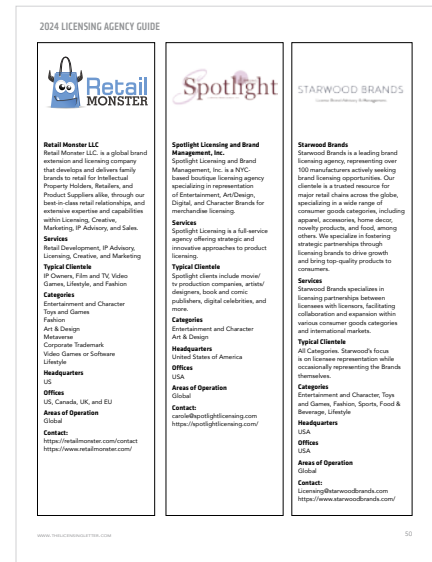 2024 LICENSING AGENCY GUIDE
Retail
MONSTER
Retail Monster LLC
Retail Monster LLC. is a global brand
extension and licensing company
that develops and delivers family
brands to retail for Intellectual
Property Holders, Retailers, and
Product Suppliers alike, through our
best-in-class retail relationships, and
extensive expertise and capabilities
within Licensing, Creative,
Marketing, IP Advisory, and Sales.
Services
Retail Development, IP Advisory,
Licensing, Creative, and Marketing
Typical Clientele
IP Owners, Film and TV, Video
Games, Lifestyle, and Fashion
Categories
Entertainment and Character
Toys and Games
Fashion
Art & Design
Metaverse
Corporate Trademark
Video Games or Software
Lifestyle
Headquarters
US
Offices
US, Canada, UK, and EU
Areas of Operation
Global
Contact:
https://retailmonster.com/contact
https://www.retailmonster.com/
Spotlight
Spotlight Licensing and Brand
Management, Inc.
Spotlight Licensing and Brand
Management, Inc. is a NYC-
based boutique licensing agency
specializing in representation
of Entertainment, Art/Design,
Digital, and Character Brands for
merchandise licensing.
Services
Spotlight Licensing is a full-service
agency offering strategic and
innovative approaches to product
licensing.
Typical Clientele
Spotlight clients include movie/
tv production companies, artists/
designers, book and comic
publishers, digital celebrities, and
more.
Categories
Entertainment and Character
Art & Design
Headquarters
United States of America
Offices
USA
Areas of Operation
Global
Contact:
carole@spotlightlicensing.com
https://spotlightlicensing.com/
STARWOOD BRANDS
Starwood Brands
Starwood Brands is a leading brand
licensing agency, representing over
100 manufacturers actively seeking
brand licensing opportunities. Our
clientele is a trusted resource for
major retail chains across the globe,
specializing in a wide range of
consumer goods categories, including
apparel, accessories, home decor,
novelty products, and food, among
others. We specialize in fostering
strategic partnerships through
licensing brands to drive growth
and bring top-quality products to
consumers.
Services
Starwood Brands specializes in
licensing partnerships between
licensees with licensors, facilitating
collaboration and expansion within
various consumer goods categories
and international markets.
Typical Clientele
All Categories. Starwood's focus
is on licensee representation while
occasionally representing the Brands
themselves.
Categories
Entertainment and Character, Toys
and Games, Fashion, Sports, Food &
Beverage, Lifestyle
Headquarters
USA
Offices
USA
Areas of Operation
Global
Contact:
Licensing@starwoodbrands.com
https://www.starwoodbrands.com/
WWW.THELICENSINGLETTER.COM
50